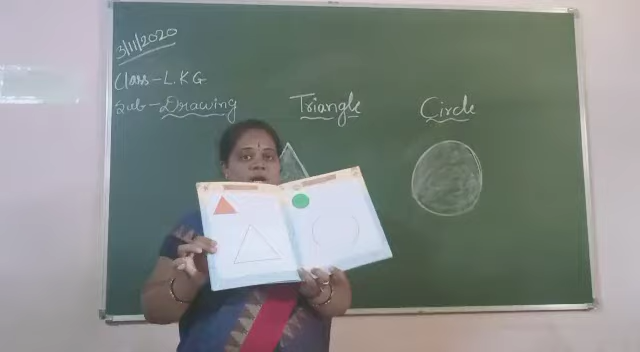 3/11/2020
Class - L.K.G
Sub - Drawing
Triangle
Circle